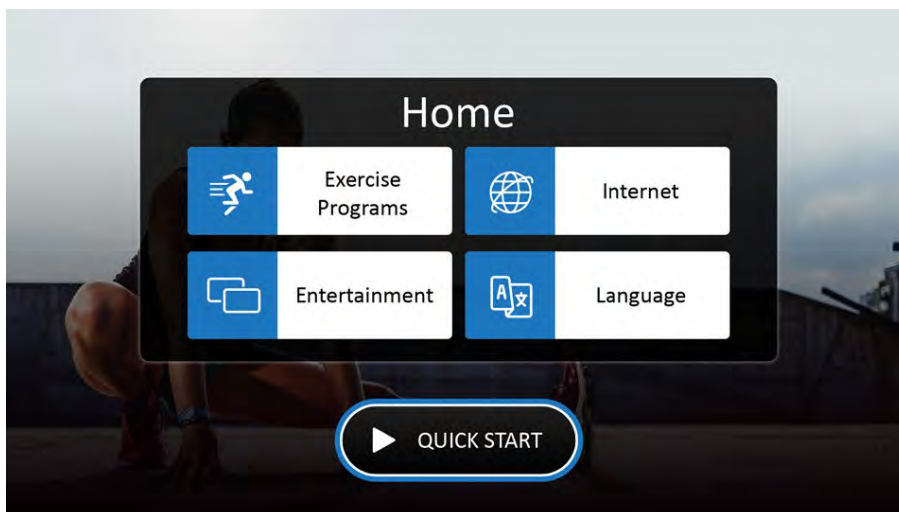 Home
Exercise
Programs
Internet
Entertainment
A
Language
QUICK START